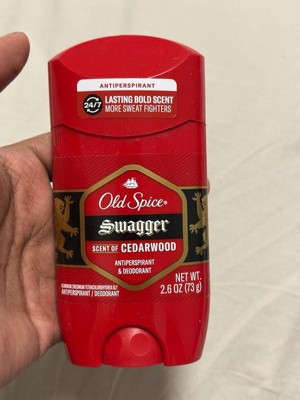 ANTIPERSPIRANT
24/7
LASTING BOLD SCENT
MORE SWEAT FIGHTERS
Old Spice®
Swagger
SCENT OF CEDARWOOD
ANTIPERSPIRANT
& DEODORANT
ANTIPERSPIRANT / DEODORANT
NET WT.
2.6 OZ (73 g)